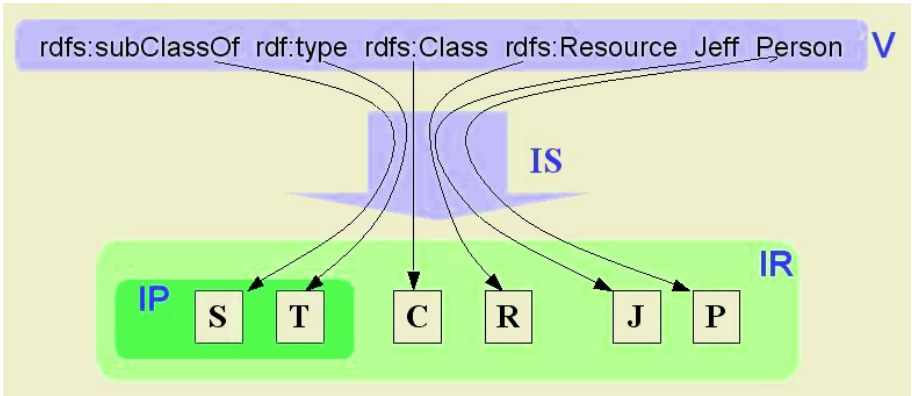 rdfs:subClassOf rdf:type rdfs:Class rdfs:Resource Jeff Person V
IS
IR
IP S T C R J P